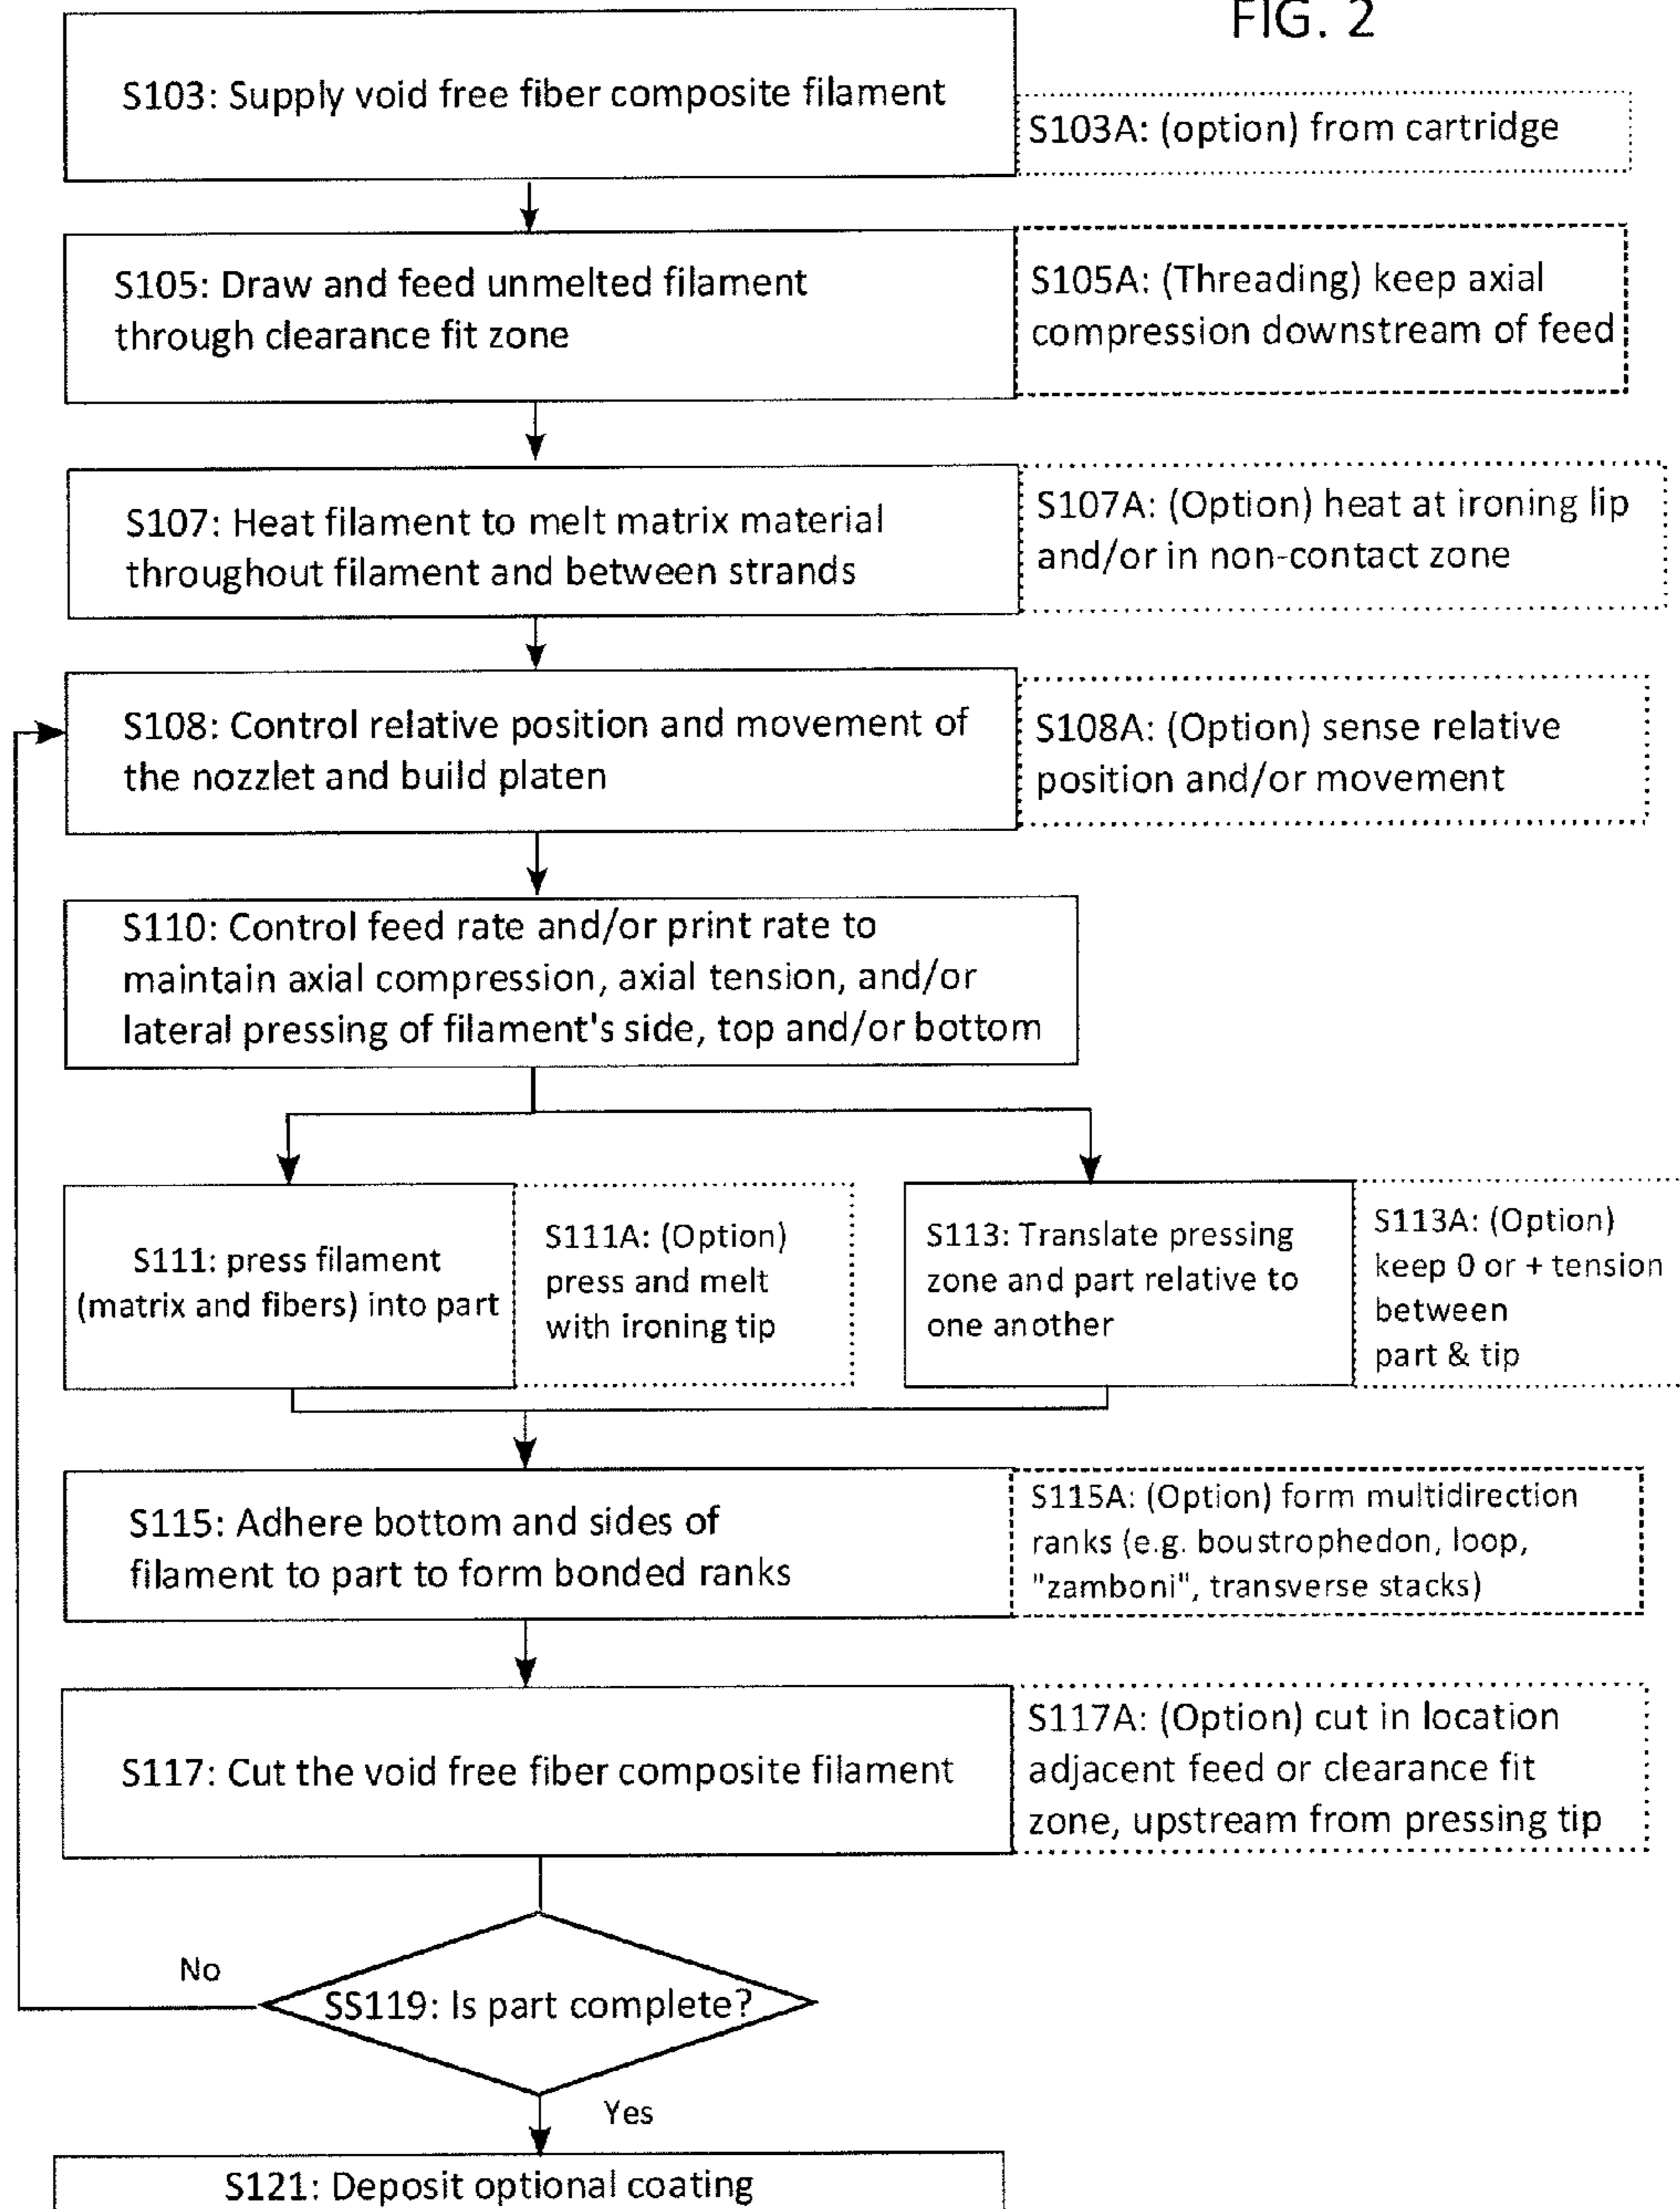 FIG. 2
S103: Supply void free fiber composite filament
S103A: (option) from cartridge
S105: Draw and feed unmelted filament
through clearance fit zone
S105A: (Threading) keep axial
compression downstream of feed
S107: Heat filament to melt matrix material
throughout filament and between strands
S107A: (Option) heat at ironing lip
and/or in non-contact zone
S108: Control relative position and movement of
the nozzlet and build platen
S108A: (Option) sense relative
position and/or movement
S110: Control feed rate and/or print rate to
maintain axial compression, axial tension, and/or
lateral pressing of filament's side, top and/or bottom
S111: press filament
(matrix and fibers) into part
S111A: (Option)
press and melt
with ironing tip
S113: Translate pressing
zone and part relative to
one another
S113A: (Option)
keep 0 or + tension
between
part & tip
S115: Adhere bottom and sides of
filament to part to form bonded ranks
S115A: (Option) form multidirection
ranks (e.g. boustrophedon, loop,
"zamboni", transverse stacks)
S117: Cut the void free fiber composite filament
S117A: (Option) cut in location
adjacent feed or clearance fit
zone, upstream from pressing tip
SS119: Is part complete?
No
Yes
S121: Deposit optional coating